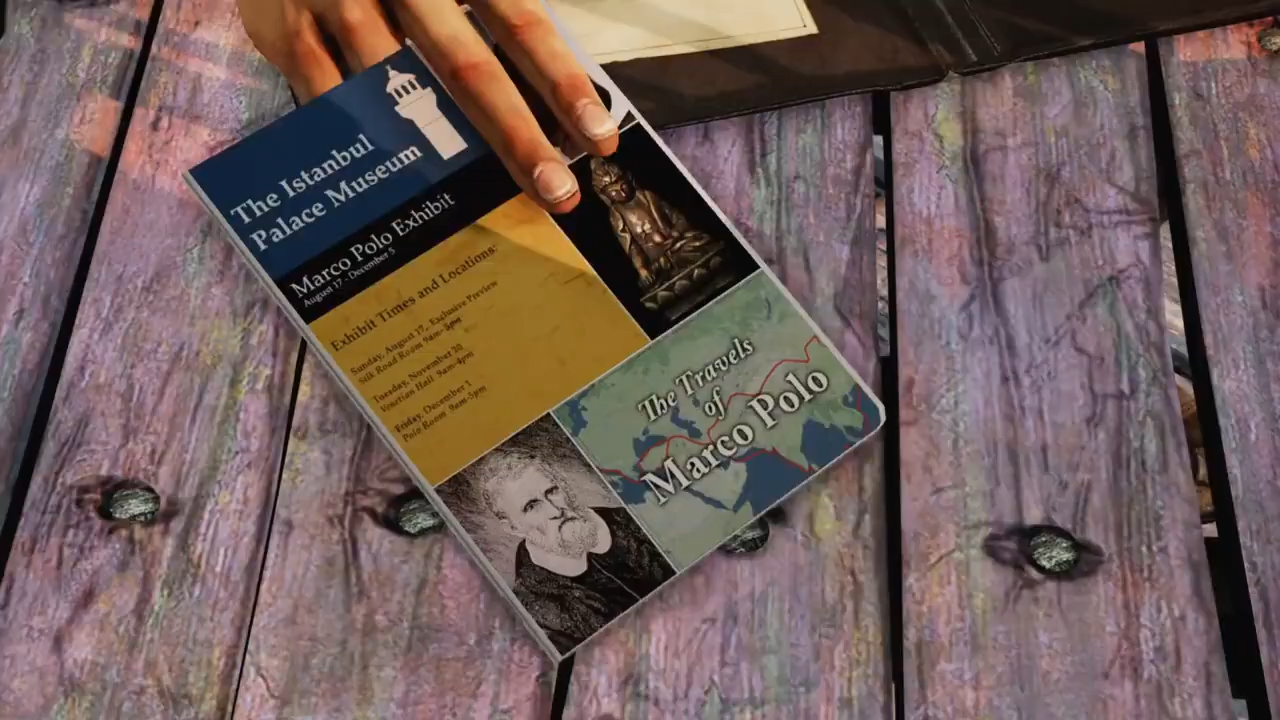 The Istanbul
Palace Museum
Marco Polo Exhibit
August 17 - December 5
Exhibit Times and Locations:
Sunday, August 17, Exclusive Preview
Silk Road Room 9am-8pm
Tuesday, November 20
Venetian Hall 9am-4pm
Friday, December 1
Polo Room 9am-5pm
The Travels
of
Marco Polo